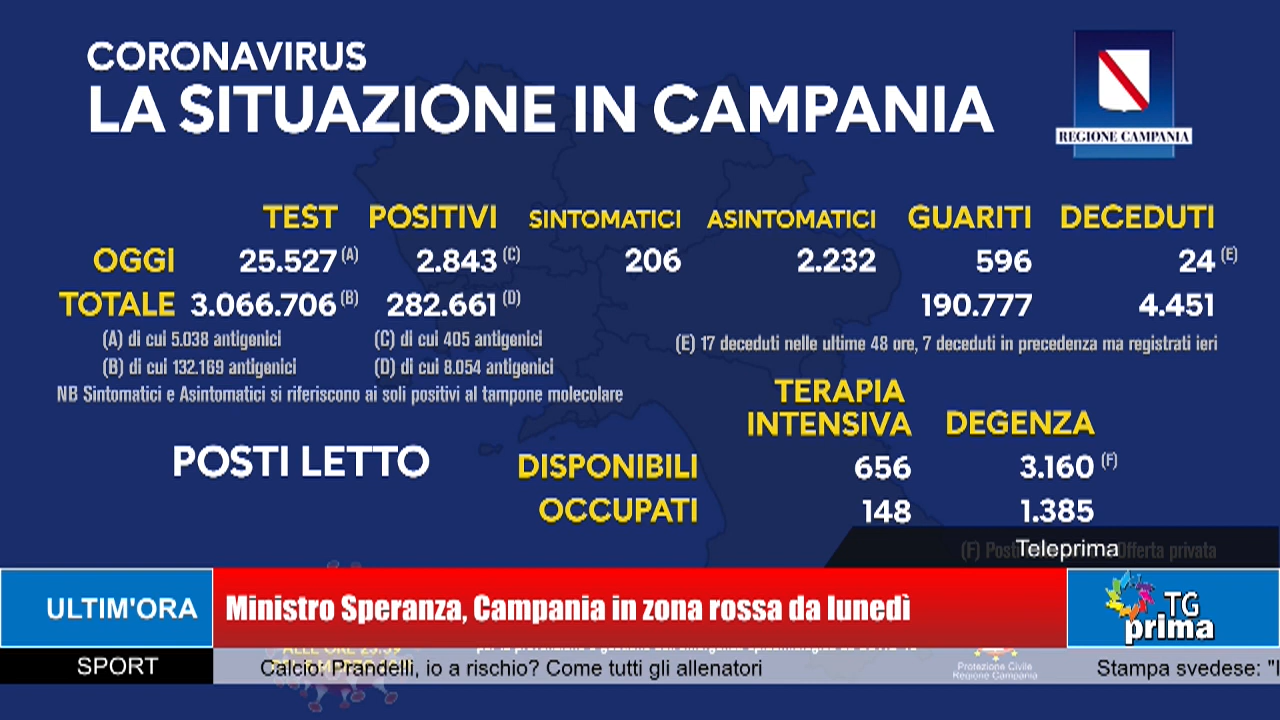 CORONAVIRUS
LA SITUAZIONE IN CAMPANIA
REGIONE CAMPANIA
TEST POSITIVI SINTOMATICI ASINTOMATICI GUARITI DECEDUTI
OGGI 25.527 (A) 2.843 (C) 206 2.232 596 24 (E)
TOTALE 3.066.706 (B) 282.661 (D) 190.777 4.451
(A) di cui 5.038 antigenici (C) di cui 405 antigenici (E) 17 deceduti nelle ultime 48 ore, 7 deceduti in precedenza ma registrati ieri
(B) di cui 132.169 antigenici (D) di cui 8.054 antigenici
NB Sintomatici e Asintomatici si riferiscono ai soli positivi al tampone molecolare
TERAPIA
INTENSIVA DEGENZA
POSTI LETTO DISPONIBILI 656 3.160 (F)
OCCUPATI 148 1.385
Teleprima
(F) Offerta privata
ULTIM'ORA Ministro Speranza, Campania in zona rossa da lunedì TG
prima
SPORT Calcio: Prandelli, io a rischio? Come tutti gli allenatori Stampa svedese: "I
Protezione Civile
Regione Campania